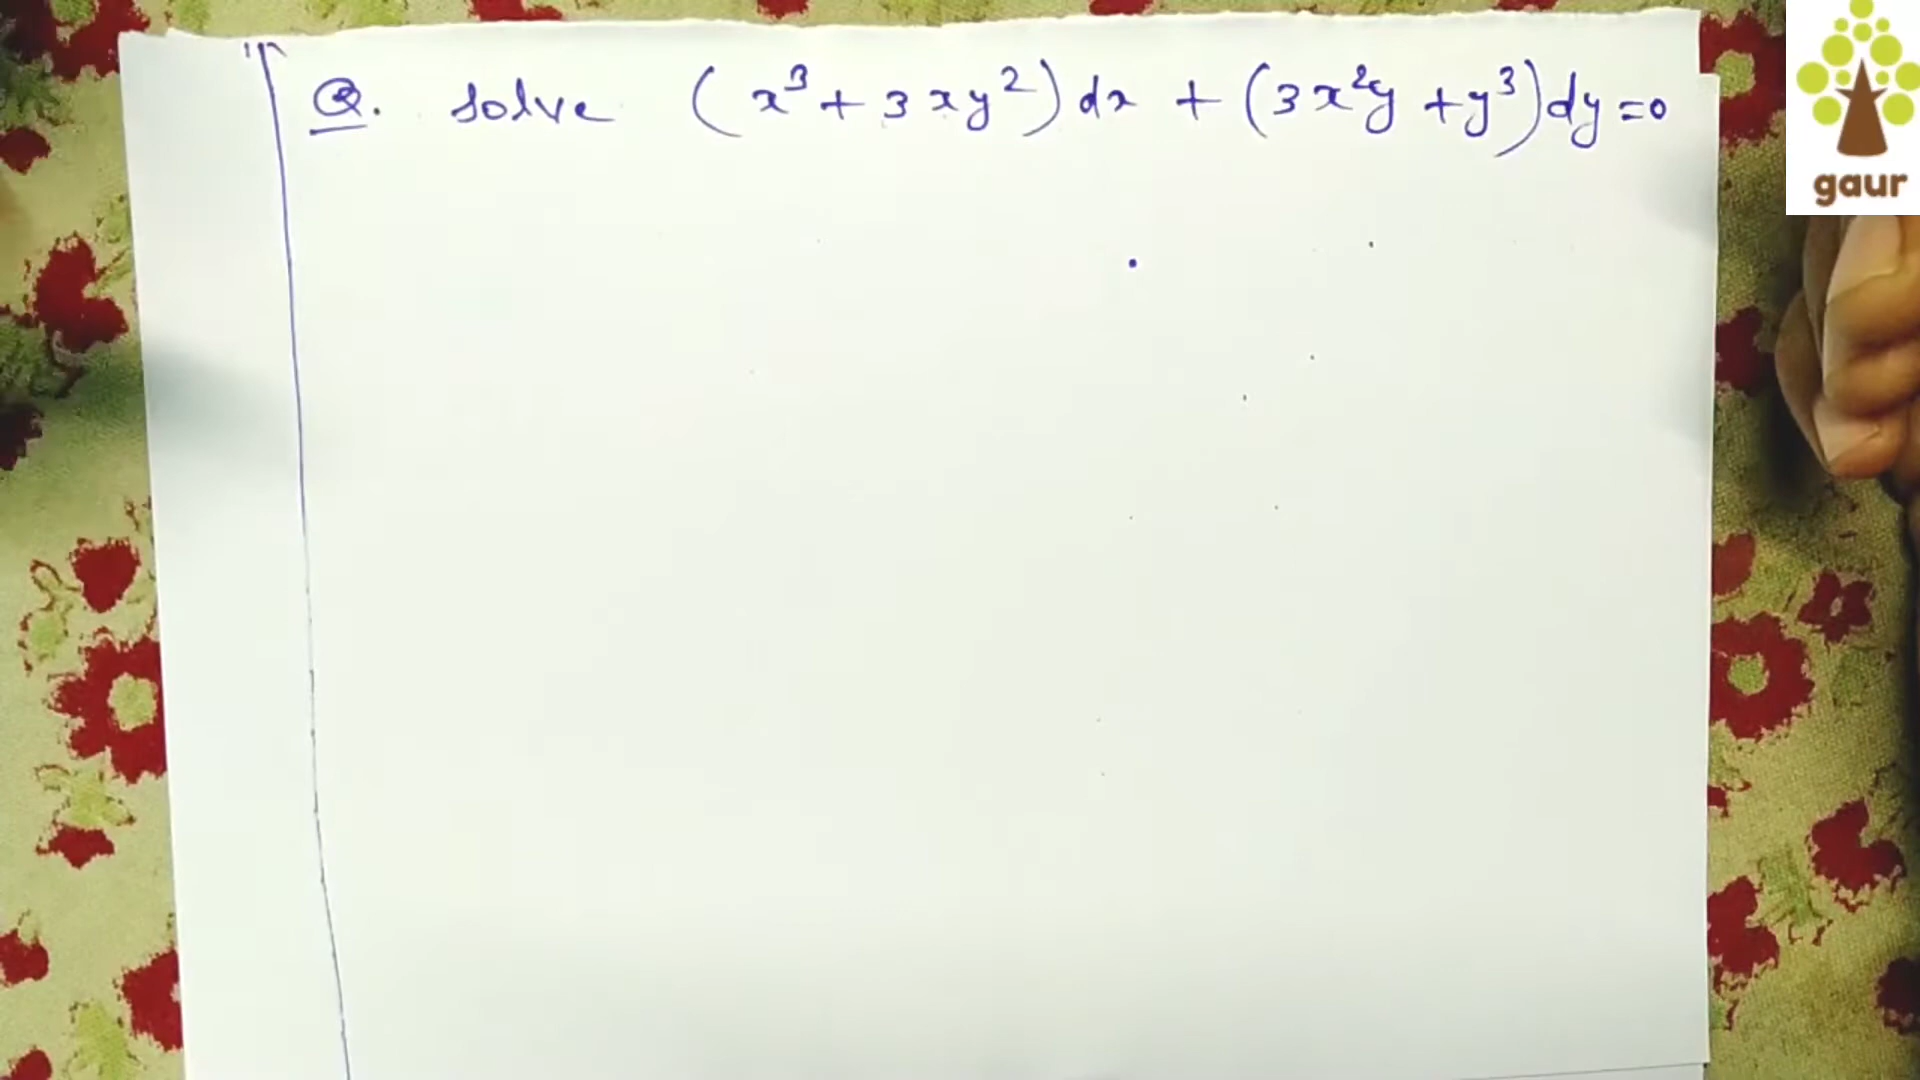 Q. solve (x³ + 3xy²)dx + (3x²y + y³)dy = 0
gaur